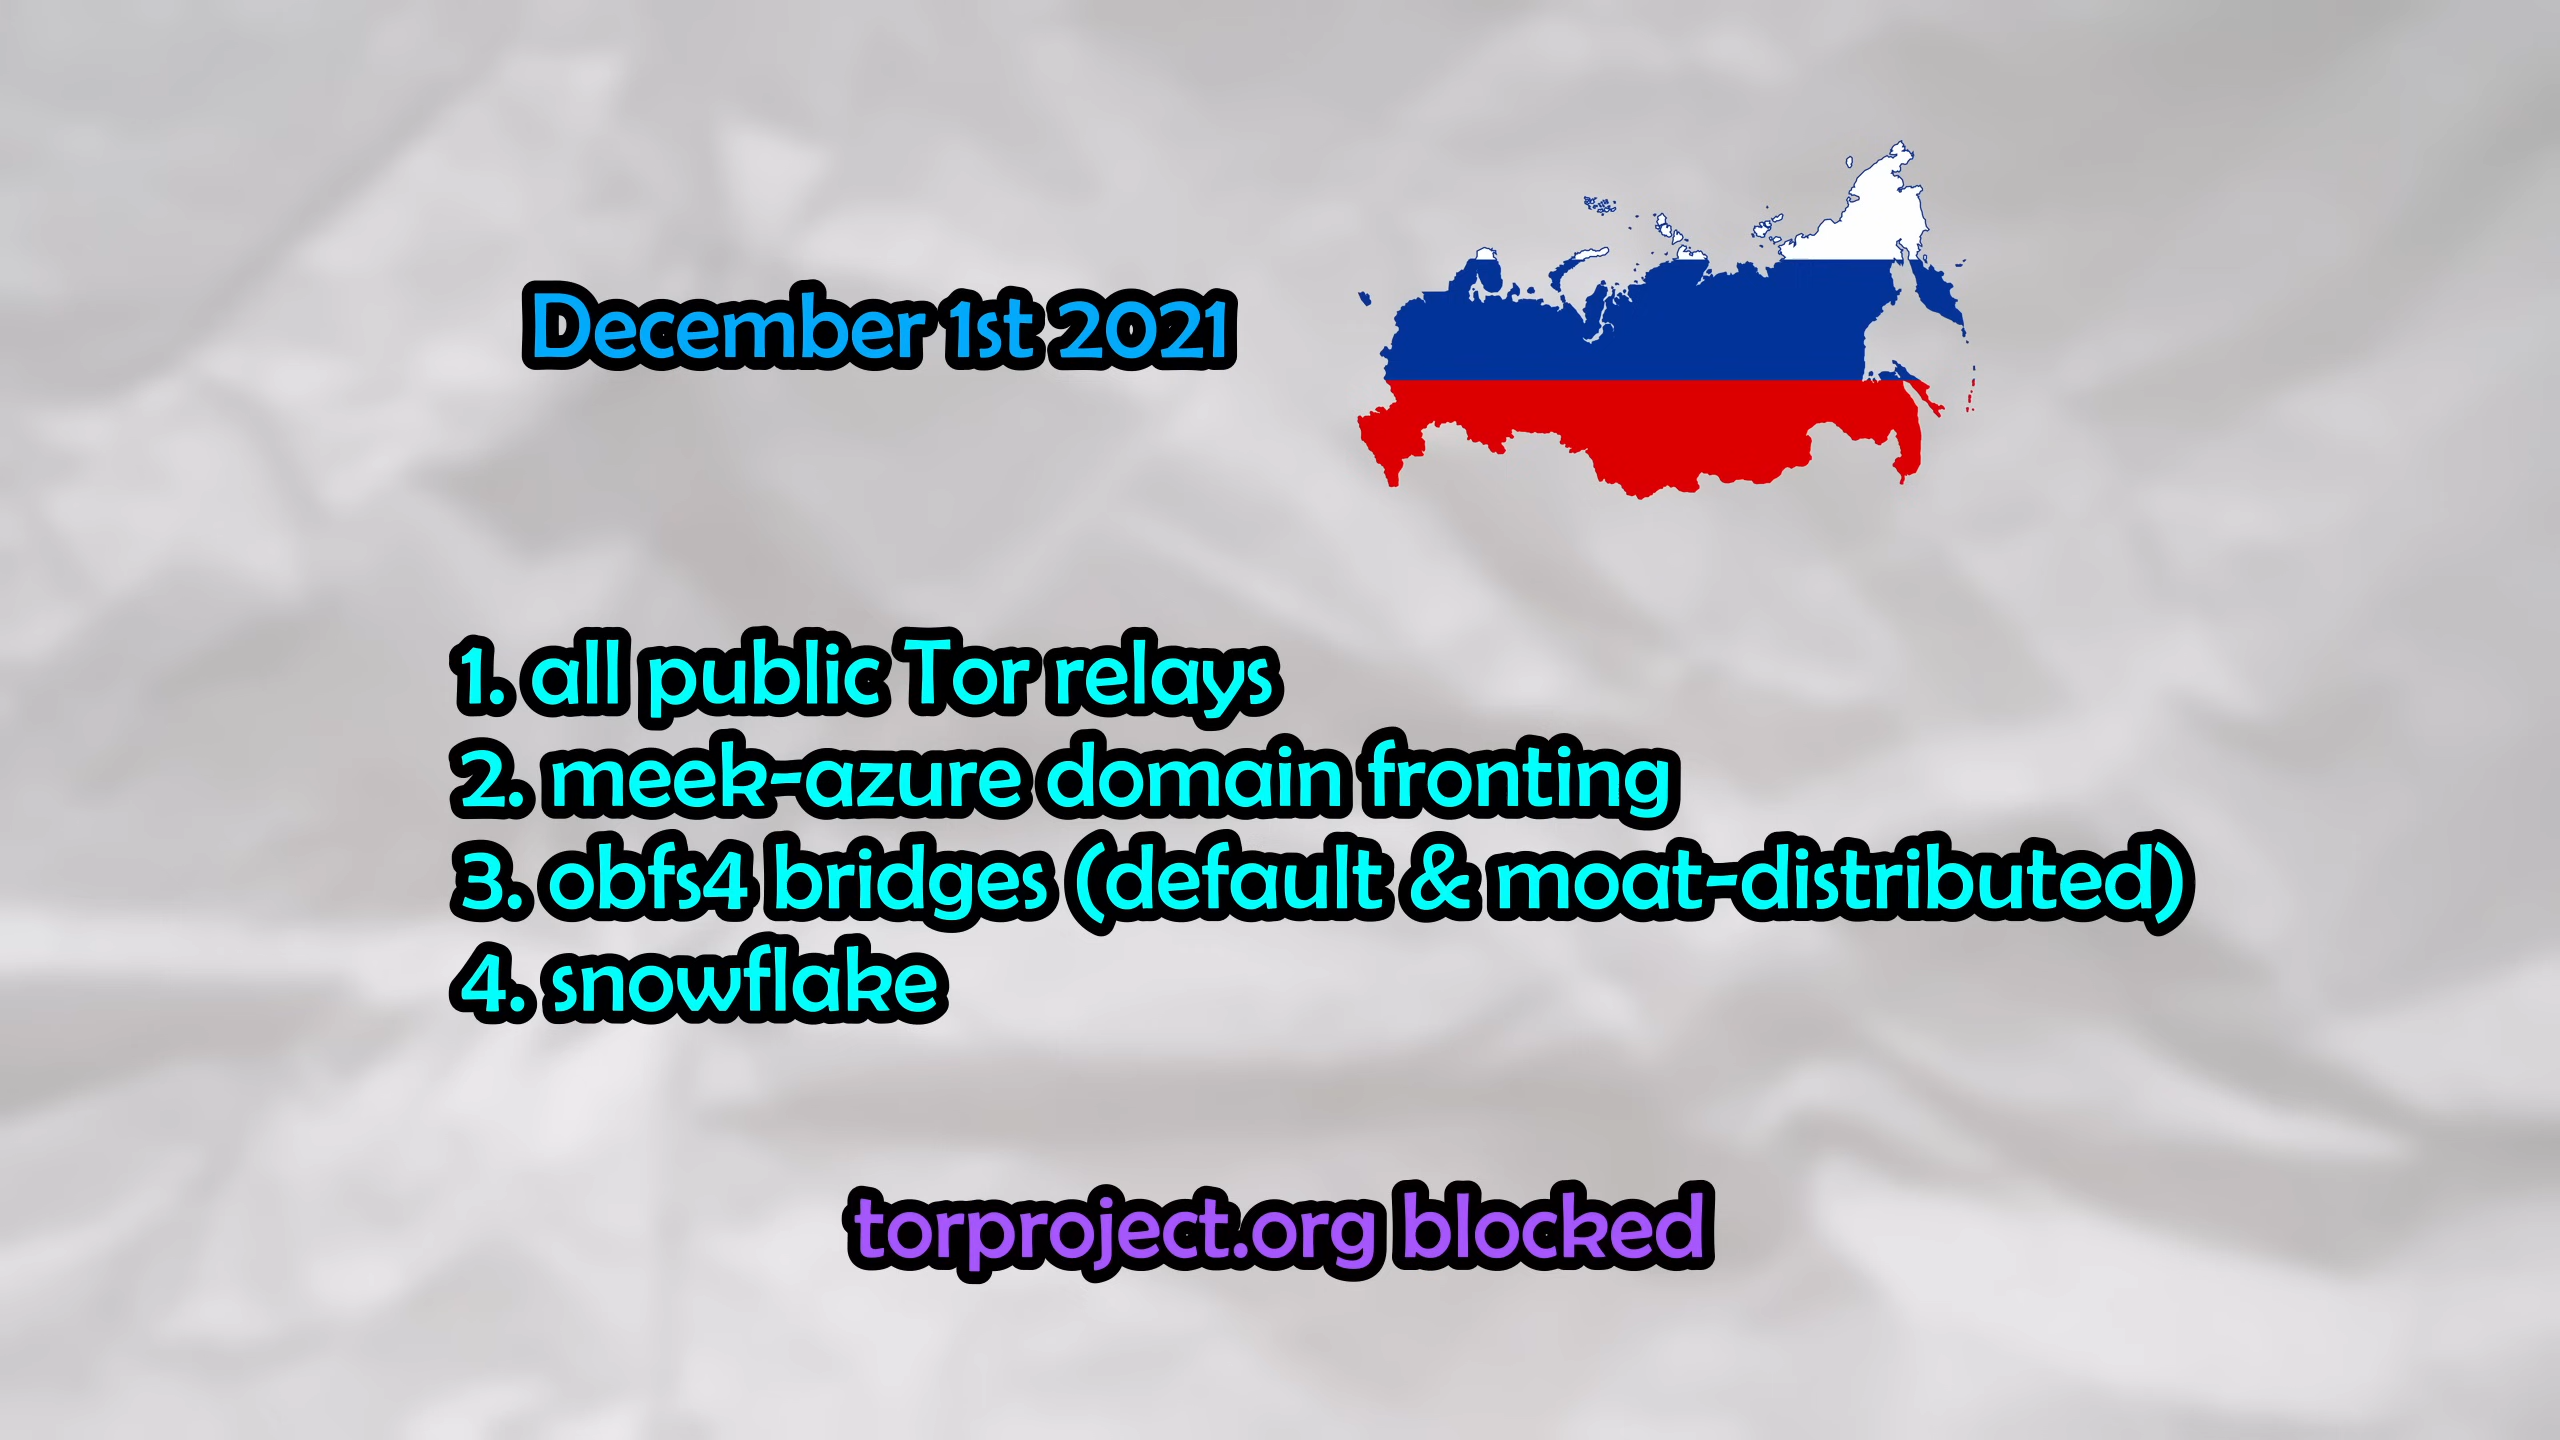 December 1st 2021
1. all public Tor relays
2. meek-azure domain fronting
3. obfs4 bridges (default & moat-distributed)
4. snowflake
torproject.org blocked